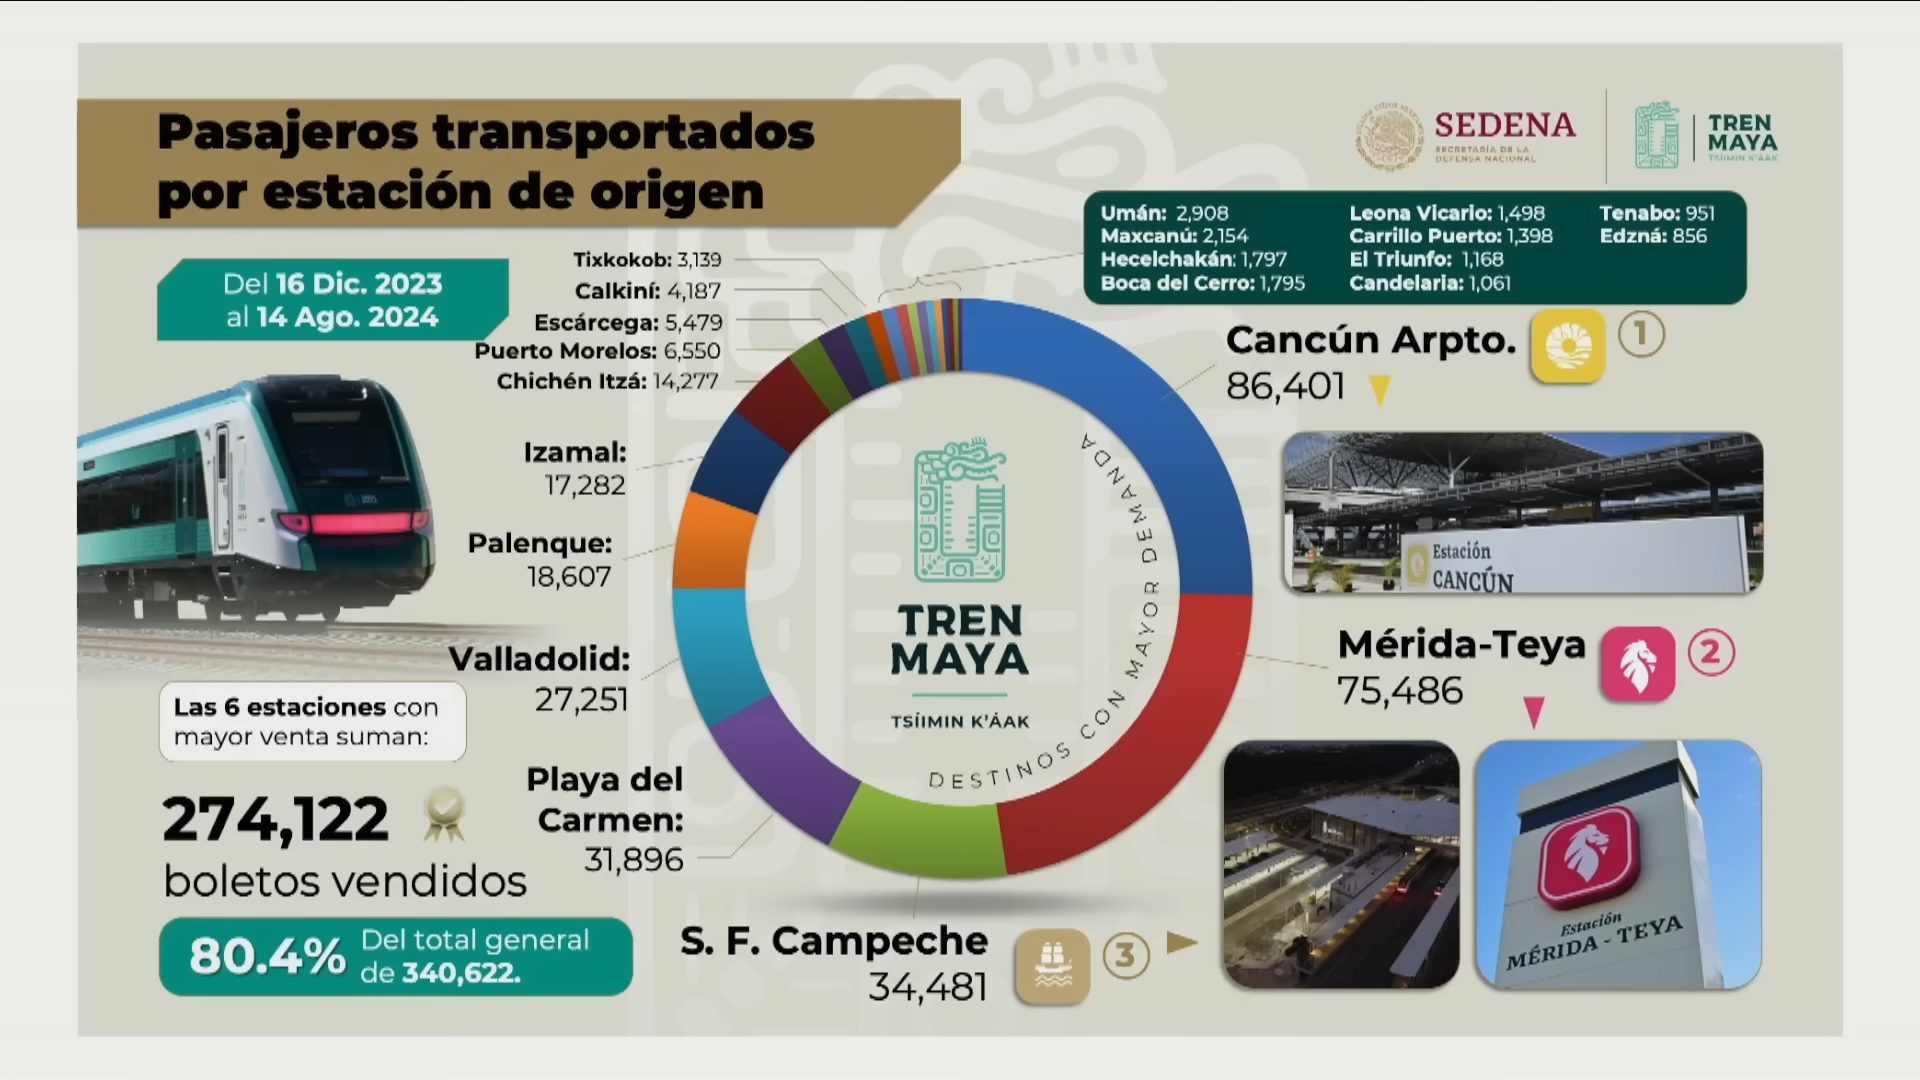 Pasajeros transportados
por estación de origen
SEDENA
SECRETARÍA DE LA
DEFENSA NACIONAL
TREN
MAYA
TSIIMIN K'ÁAK
Del 16 Dic. 2023
al 14 Ago. 2024
Tixkokob: 3,139
Calkiní: 4,187
Escárcega: 5,479
Puerto Morelos: 6,550
Chichén Itzá: 14,277
Izamal:
17,282
Palenque:
18,607
Valladolid:
27,251
Playa del
Carmen:
31,896
S. F. Campeche
34,481
3
Umán: 2,908
Maxcanú: 2,154
Hecelchakán: 1,797
Boca del Cerro: 1,795
Leona Vicario: 1,498
Carrillo Puerto: 1,398
El Triunfo: 1,168
Candelaria: 1,061
Tenabo: 951
Edzná: 856
Cancún Arpto.
86,401
1
Estación
CANCÚN
Mérida-Teya
75,486
2
Estación
MÉRIDA - TEYA
TREN
MAYA
TSÍIMIN K'ÁAK
DESTINOS CON MAYOR DEMANDA
Las 6 estaciones con
mayor venta suman:
274,122
boletos vendidos
80.4%
Del total general
de 340,622.